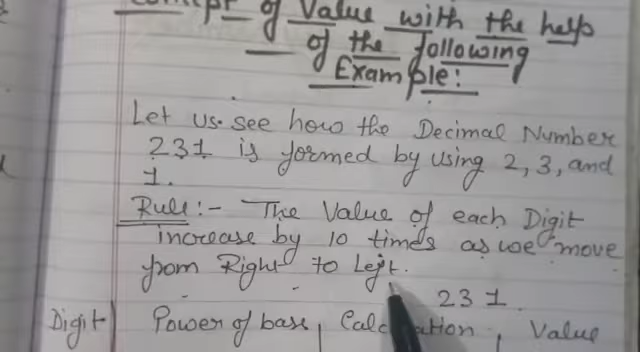 of Value with the help
of the following
Example:
Let us see how the Decimal Number
231 is formed by using 2, 3, and
1.
Rule:- The Value of each Digit
increase by 10 times as we move
from Right to Left.
231.
Digit | Power of base, Calculation, Value